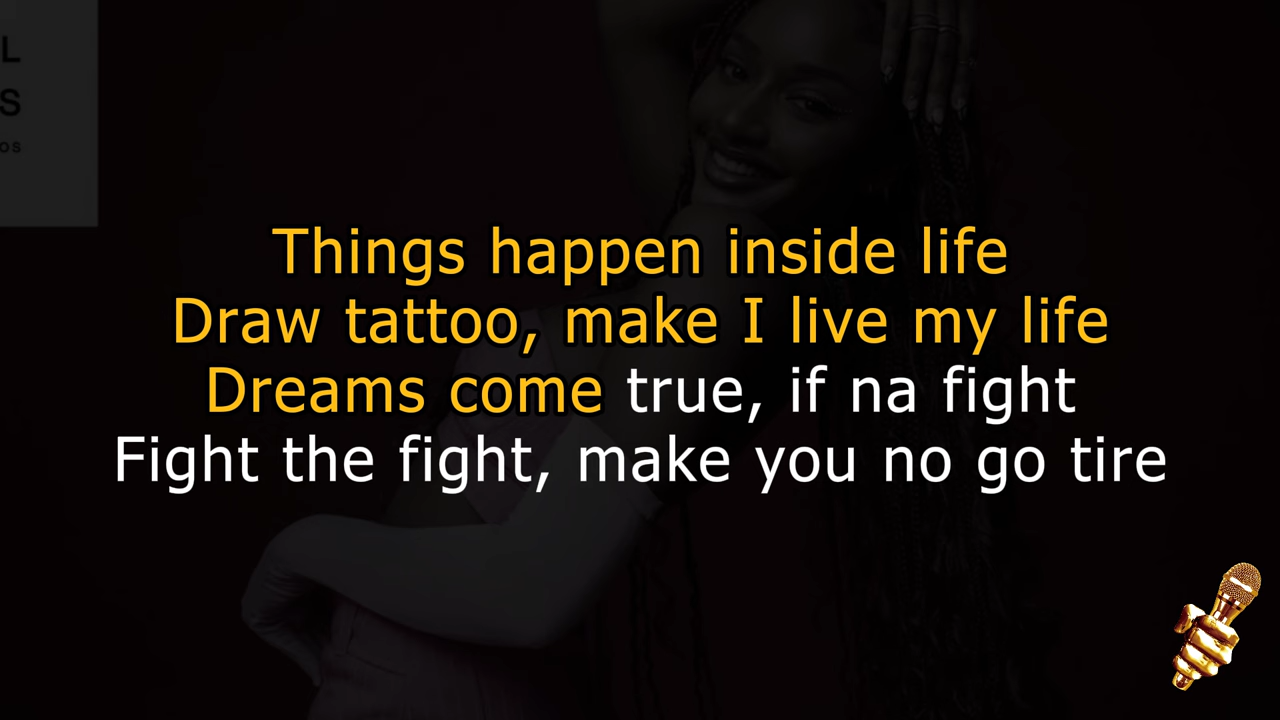 L
S
OS
Things happen inside life
Draw tattoo, make I live my life
Dreams come true, if na fight
Fight the fight, make you no go tire